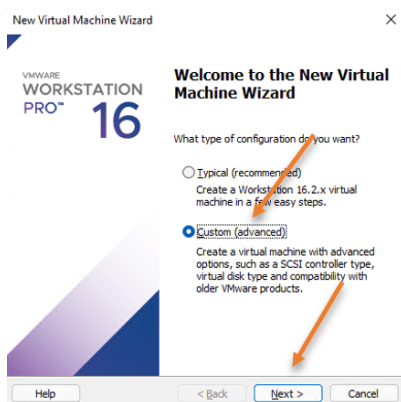 New Virtual Machine Wizard
VMWARE
WORKSTATION
PRO™ 16
Welcome to the New Virtual
Machine Wizard
What type of configuration do you want?
Typical (recommended)
Create a Workstation 16.2.x virtual
machine in a few easy steps.
Custom (advanced)
Create a virtual machine with advanced
options, such as a SCSI controller type,
virtual disk type and compatibility with
older VMware products.
Help < Back Next > Cancel